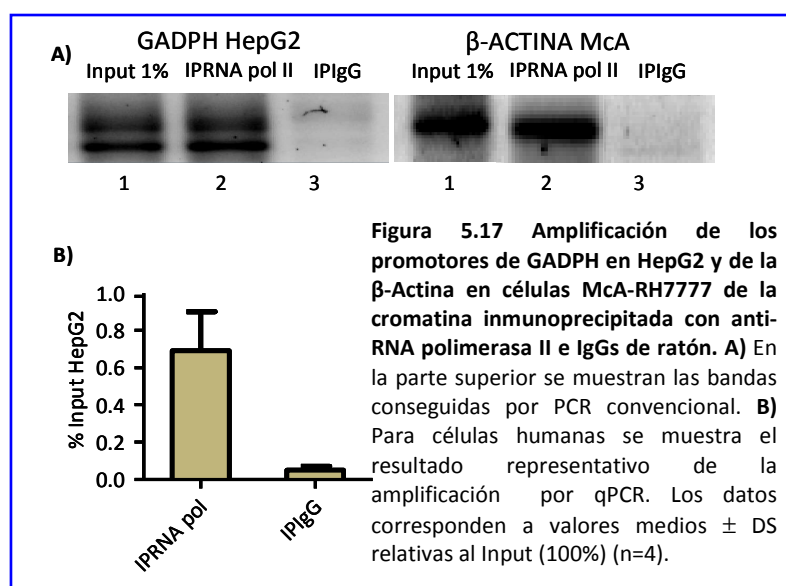 A)
GADPH HepG2
β-ACTINA McA
Input 1% IPRNA pol II IPIgG
Input 1% IPRNA pol II IPIgG
1 2 3
1 2 3
B)
% Input HepG2
1.0
0.8
0.6
0.4
0.2
0.0
IPRNA pol
IPIgG
Figura 5.17 Amplificación de los
promotores de GADPH en HepG2 y de la
β-Actina en células McA-RH7777 de la
cromatina inmunoprecipitada con anti-
RNA polimerasa II e IgGs de ratón. A) En
la parte superior se muestran las bandas
conseguidas por PCR convencional. B)
Para células humanas se muestra el
resultado representativo de la
amplificación por qPCR. Los datos
corresponden a valores medios ± DS
relativas al Input (100%) (n=4).